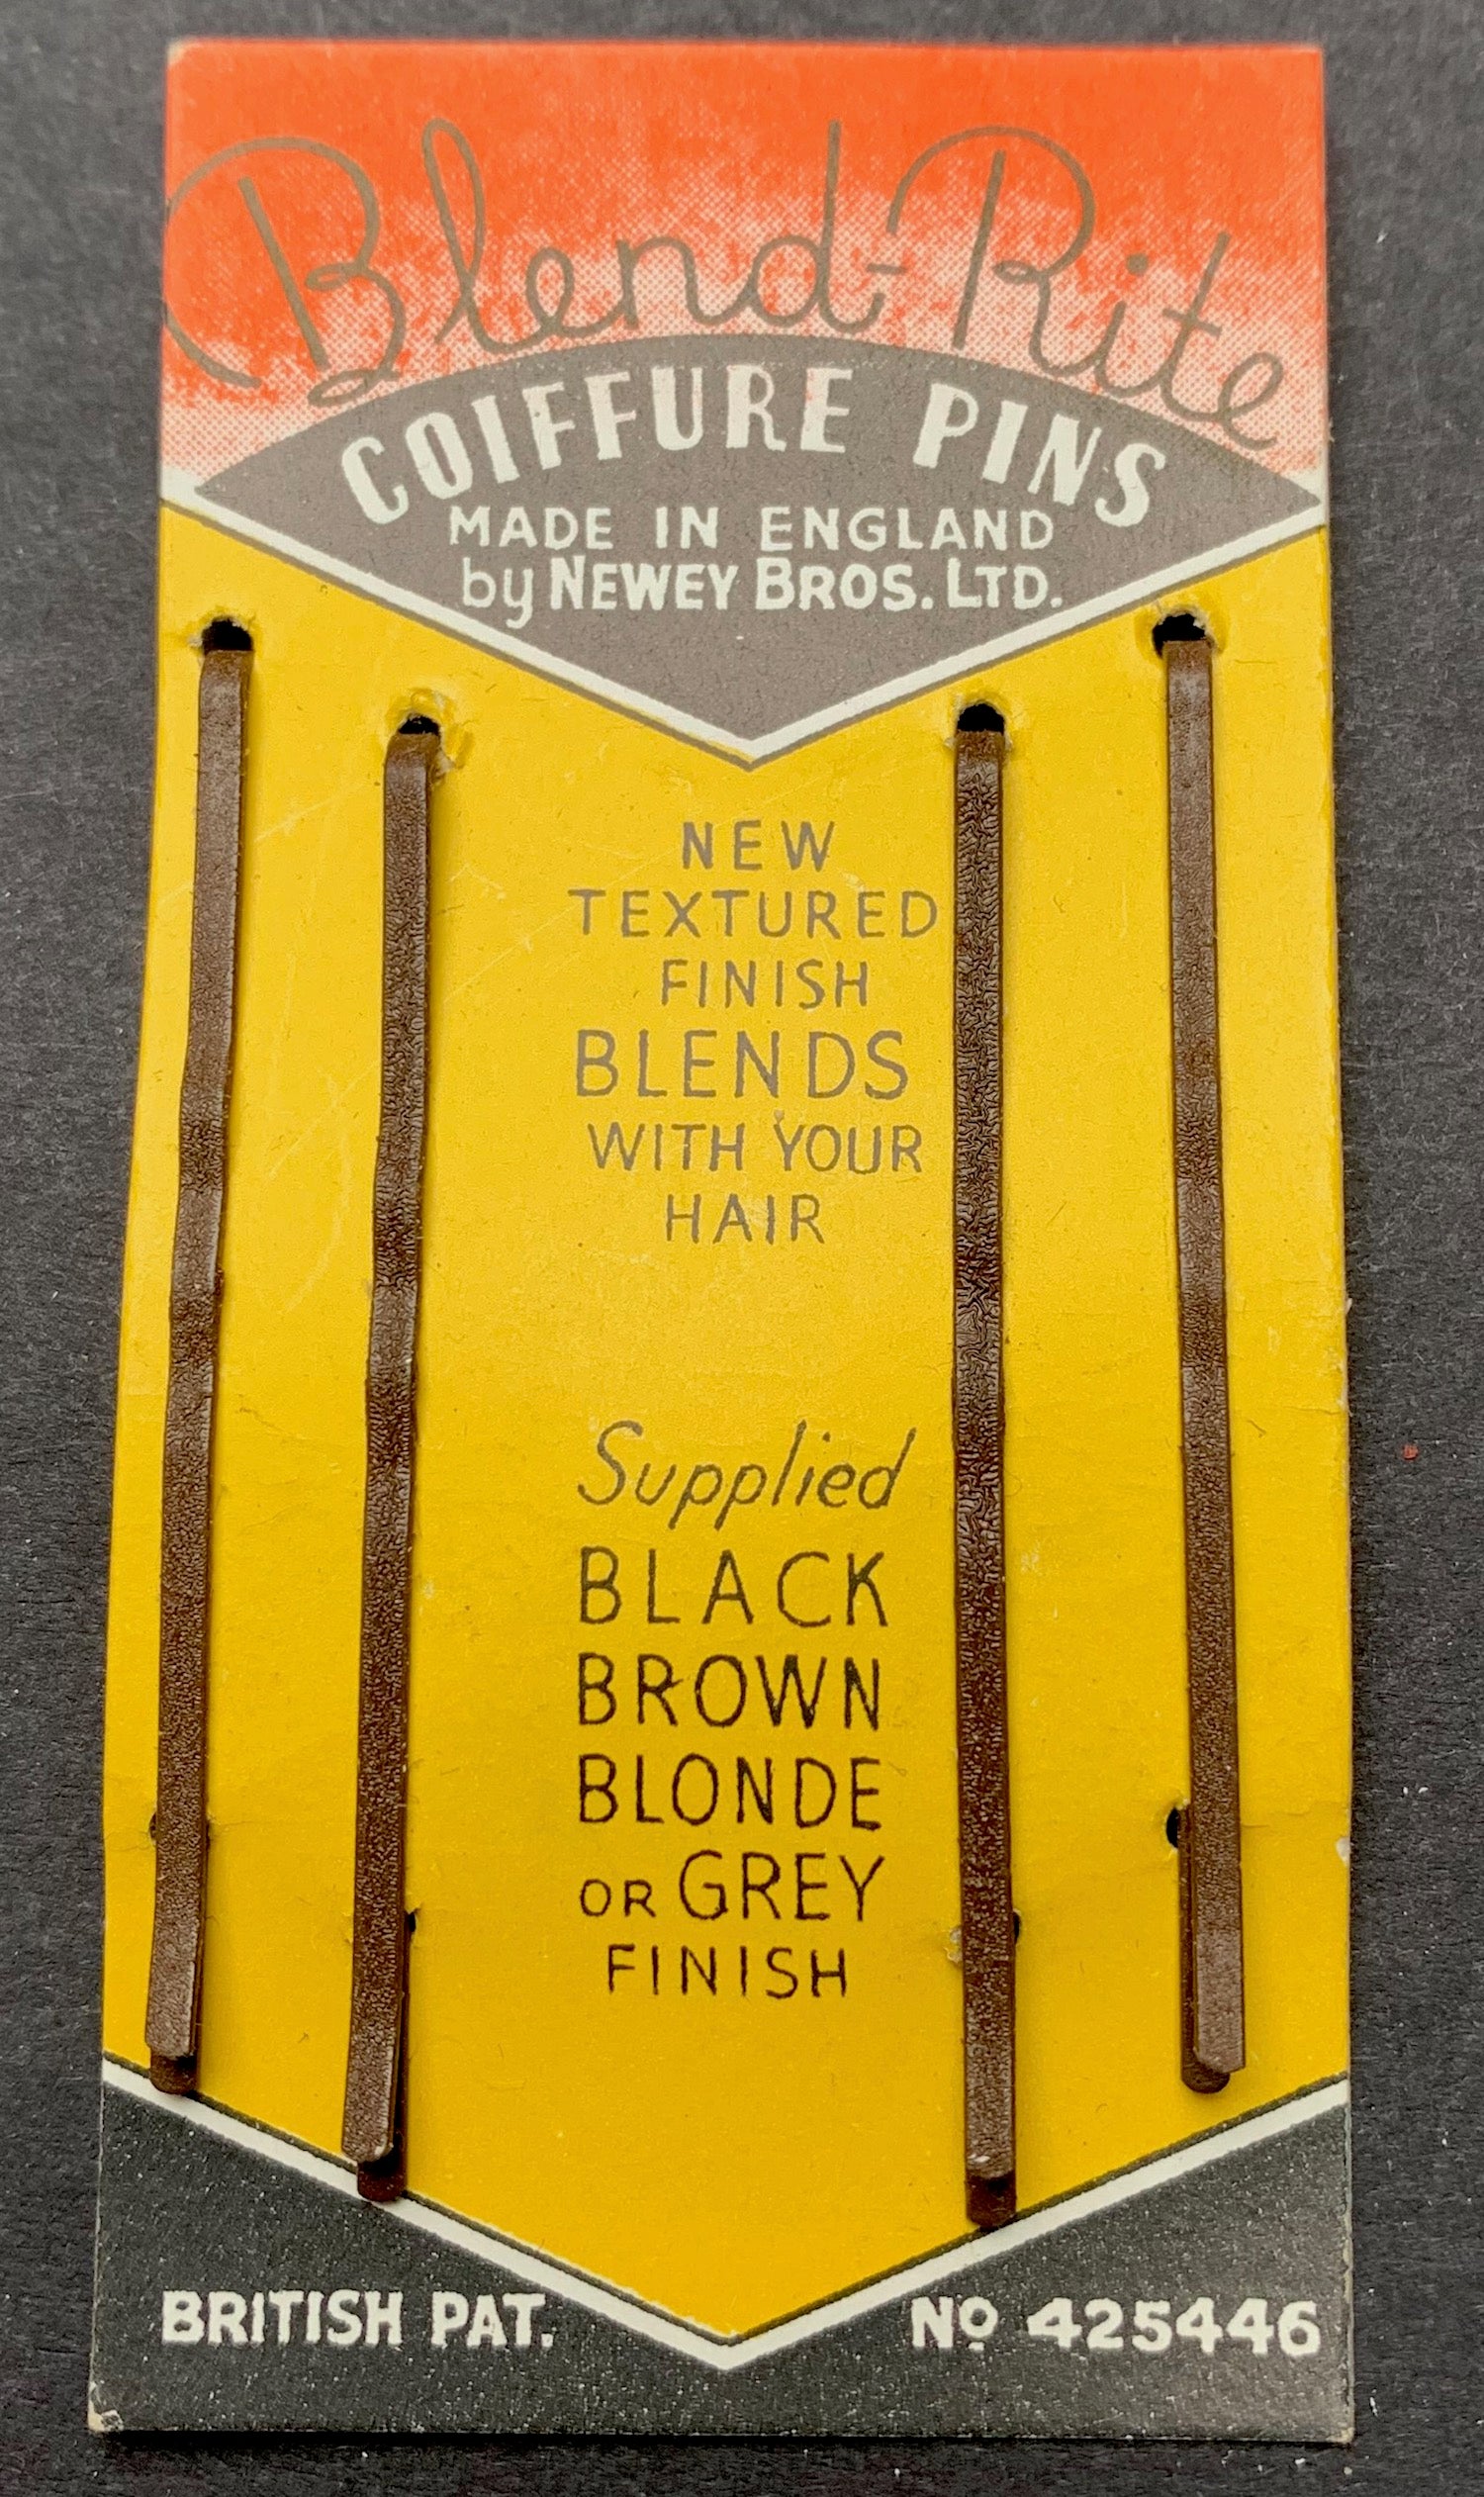 Blend-Rite
COIFFURE PINS
MADE IN ENGLAND
by NEWEY BROS. LTD.
NEW
TEXTURED
FINISH
BLENDS
WITH YOUR
HAIR
Supplied
BLACK
BROWN
BLONDE
OR GREY
FINISH
BRITISH PAT. Nº 425446